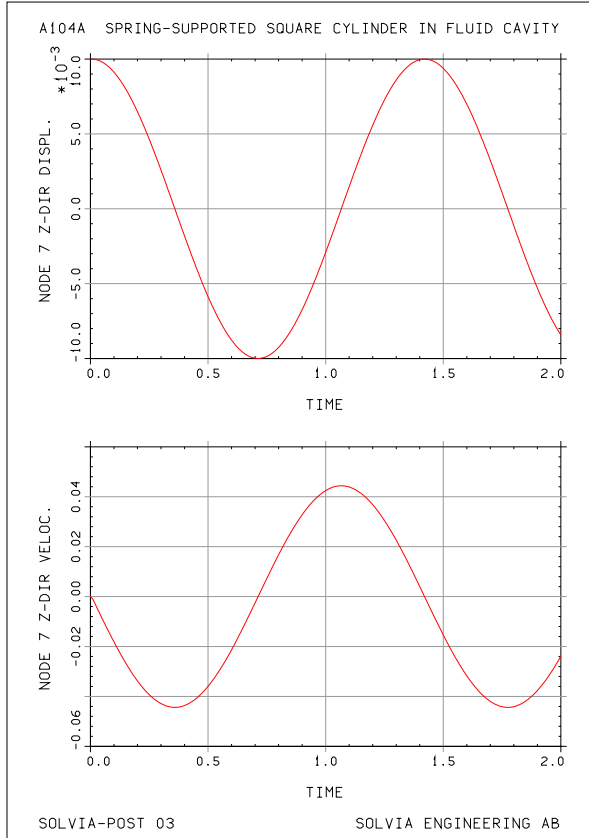 A104A SPRING-SUPPORTED SQUARE CYLINDER IN FLUID CAVITY
*10⁻³
10.0
5.0
0.0
-5.0
-10.0
NODE 7 Z-DIR DISPL.
0.0 0.5 1.0 1.5 2.0
TIME
0.04
0.02
0.00
-0.02
-0.06
NODE 7 Z-DIR VELOC.
0.0 0.5 1.0 1.5 2.0
TIME
SOLVIA-POST 03 SOLVIA ENGINEERING AB